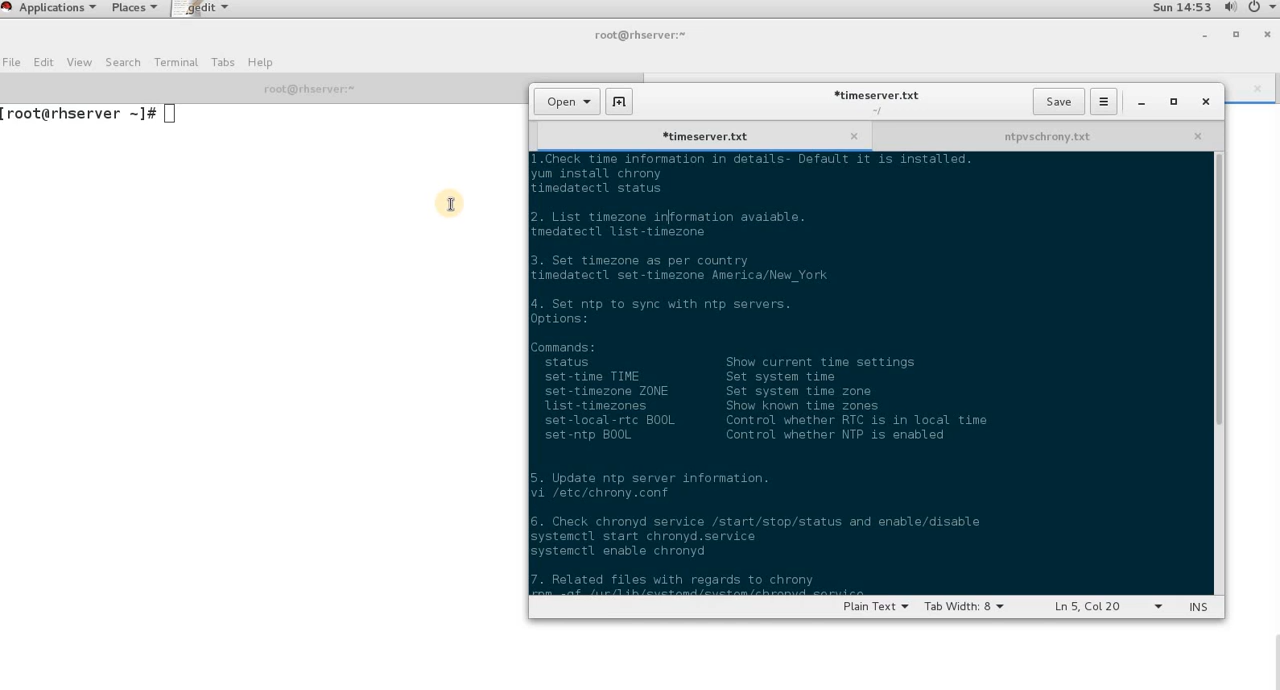 Applications Places gedit Sun 14:53
root@rhserver:~
File Edit View Search Terminal Tabs Help
root@rhserver:~
[root@rhserver ~]#
Open *timeserver.txt Save
~/
*timeserver.txt ntpvschrony.txt
1.Check time information in details- Default it is installed.
yum install chrony
timedatectl status
2. List timezone information avaiable.
tmedatectl list-timezone
3. Set timezone as per country
timedatectl set-timezone America/New_York
4. Set ntp to sync with ntp servers.
Options:
Commands:
status Show current time settings
set-time TIME Set system time
set-timezone ZONE Set system time zone
list-timezones Show known time zones
set-local-rtc BOOL Control whether RTC is in local time
set-ntp BOOL Control whether NTP is enabled
5. Update ntp server information.
vi /etc/chrony.conf
6. Check chronyd service /start/stop/status and enable/disable
systemctl start chronyd.service
systemctl enable chronyd
7. Related files with regards to chrony
rpm -qf /ur/lib/systemd/system/chronyd.service
Plain Text Tab Width: 8 Ln 5, Col 20 INS